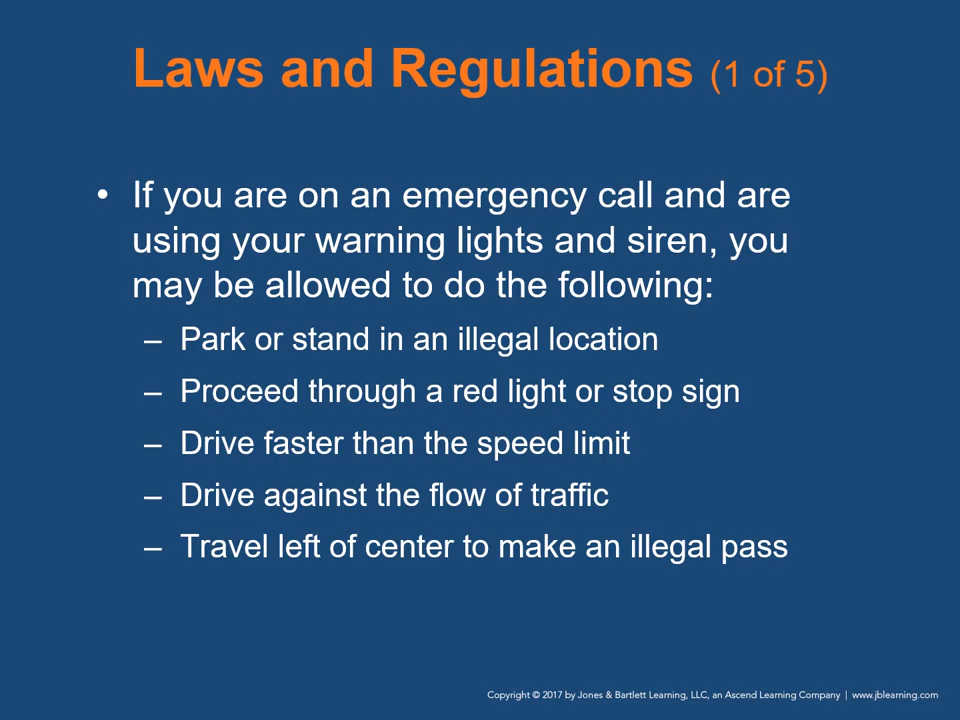 Laws and Regulations (1 of 5)
• If you are on an emergency call and are
using your warning lights and siren, you
may be allowed to do the following:
– Park or stand in an illegal location
– Proceed through a red light or stop sign
– Drive faster than the speed limit
– Drive against the flow of traffic
– Travel left of center to make an illegal pass
Copyright © 2017 by Jones & Bartlett Learning, LLC, an Ascend Learning Company | www.jblearning.com